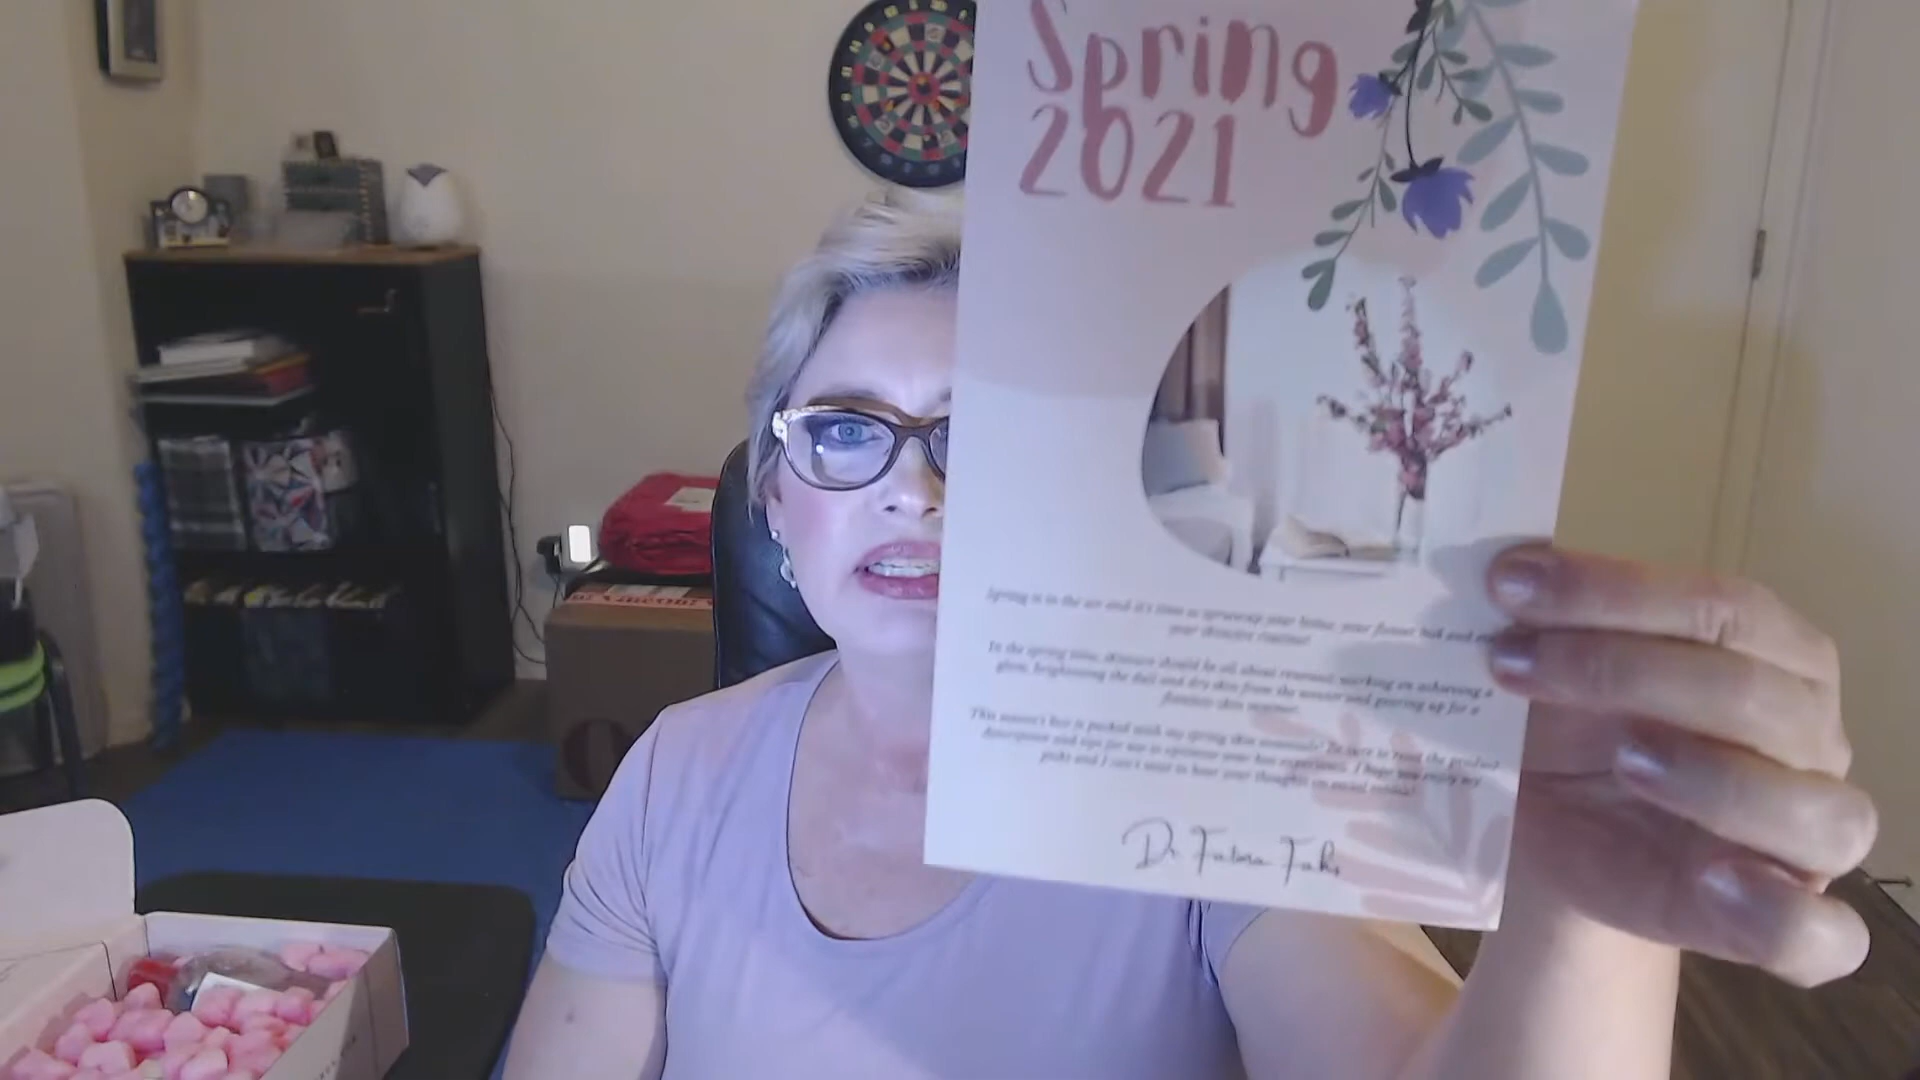 Spring
2021
Spring is in the air and it's time to spruce up your home, your flower bed and
your skincare routine!
In the spring time, skincare should be all about renewal, working on achieving a
glow, brightening the dull and dry skin from the winter and gearing up for a
flawless skin summer.
This season's box is packed with my spring skin essentials! Be sure to read the product
descriptions and tips for use to optimize your box experience. I hope you enjoy my
picks and I can't wait to hear your thoughts on social media!
Dr. Fatima Fahs